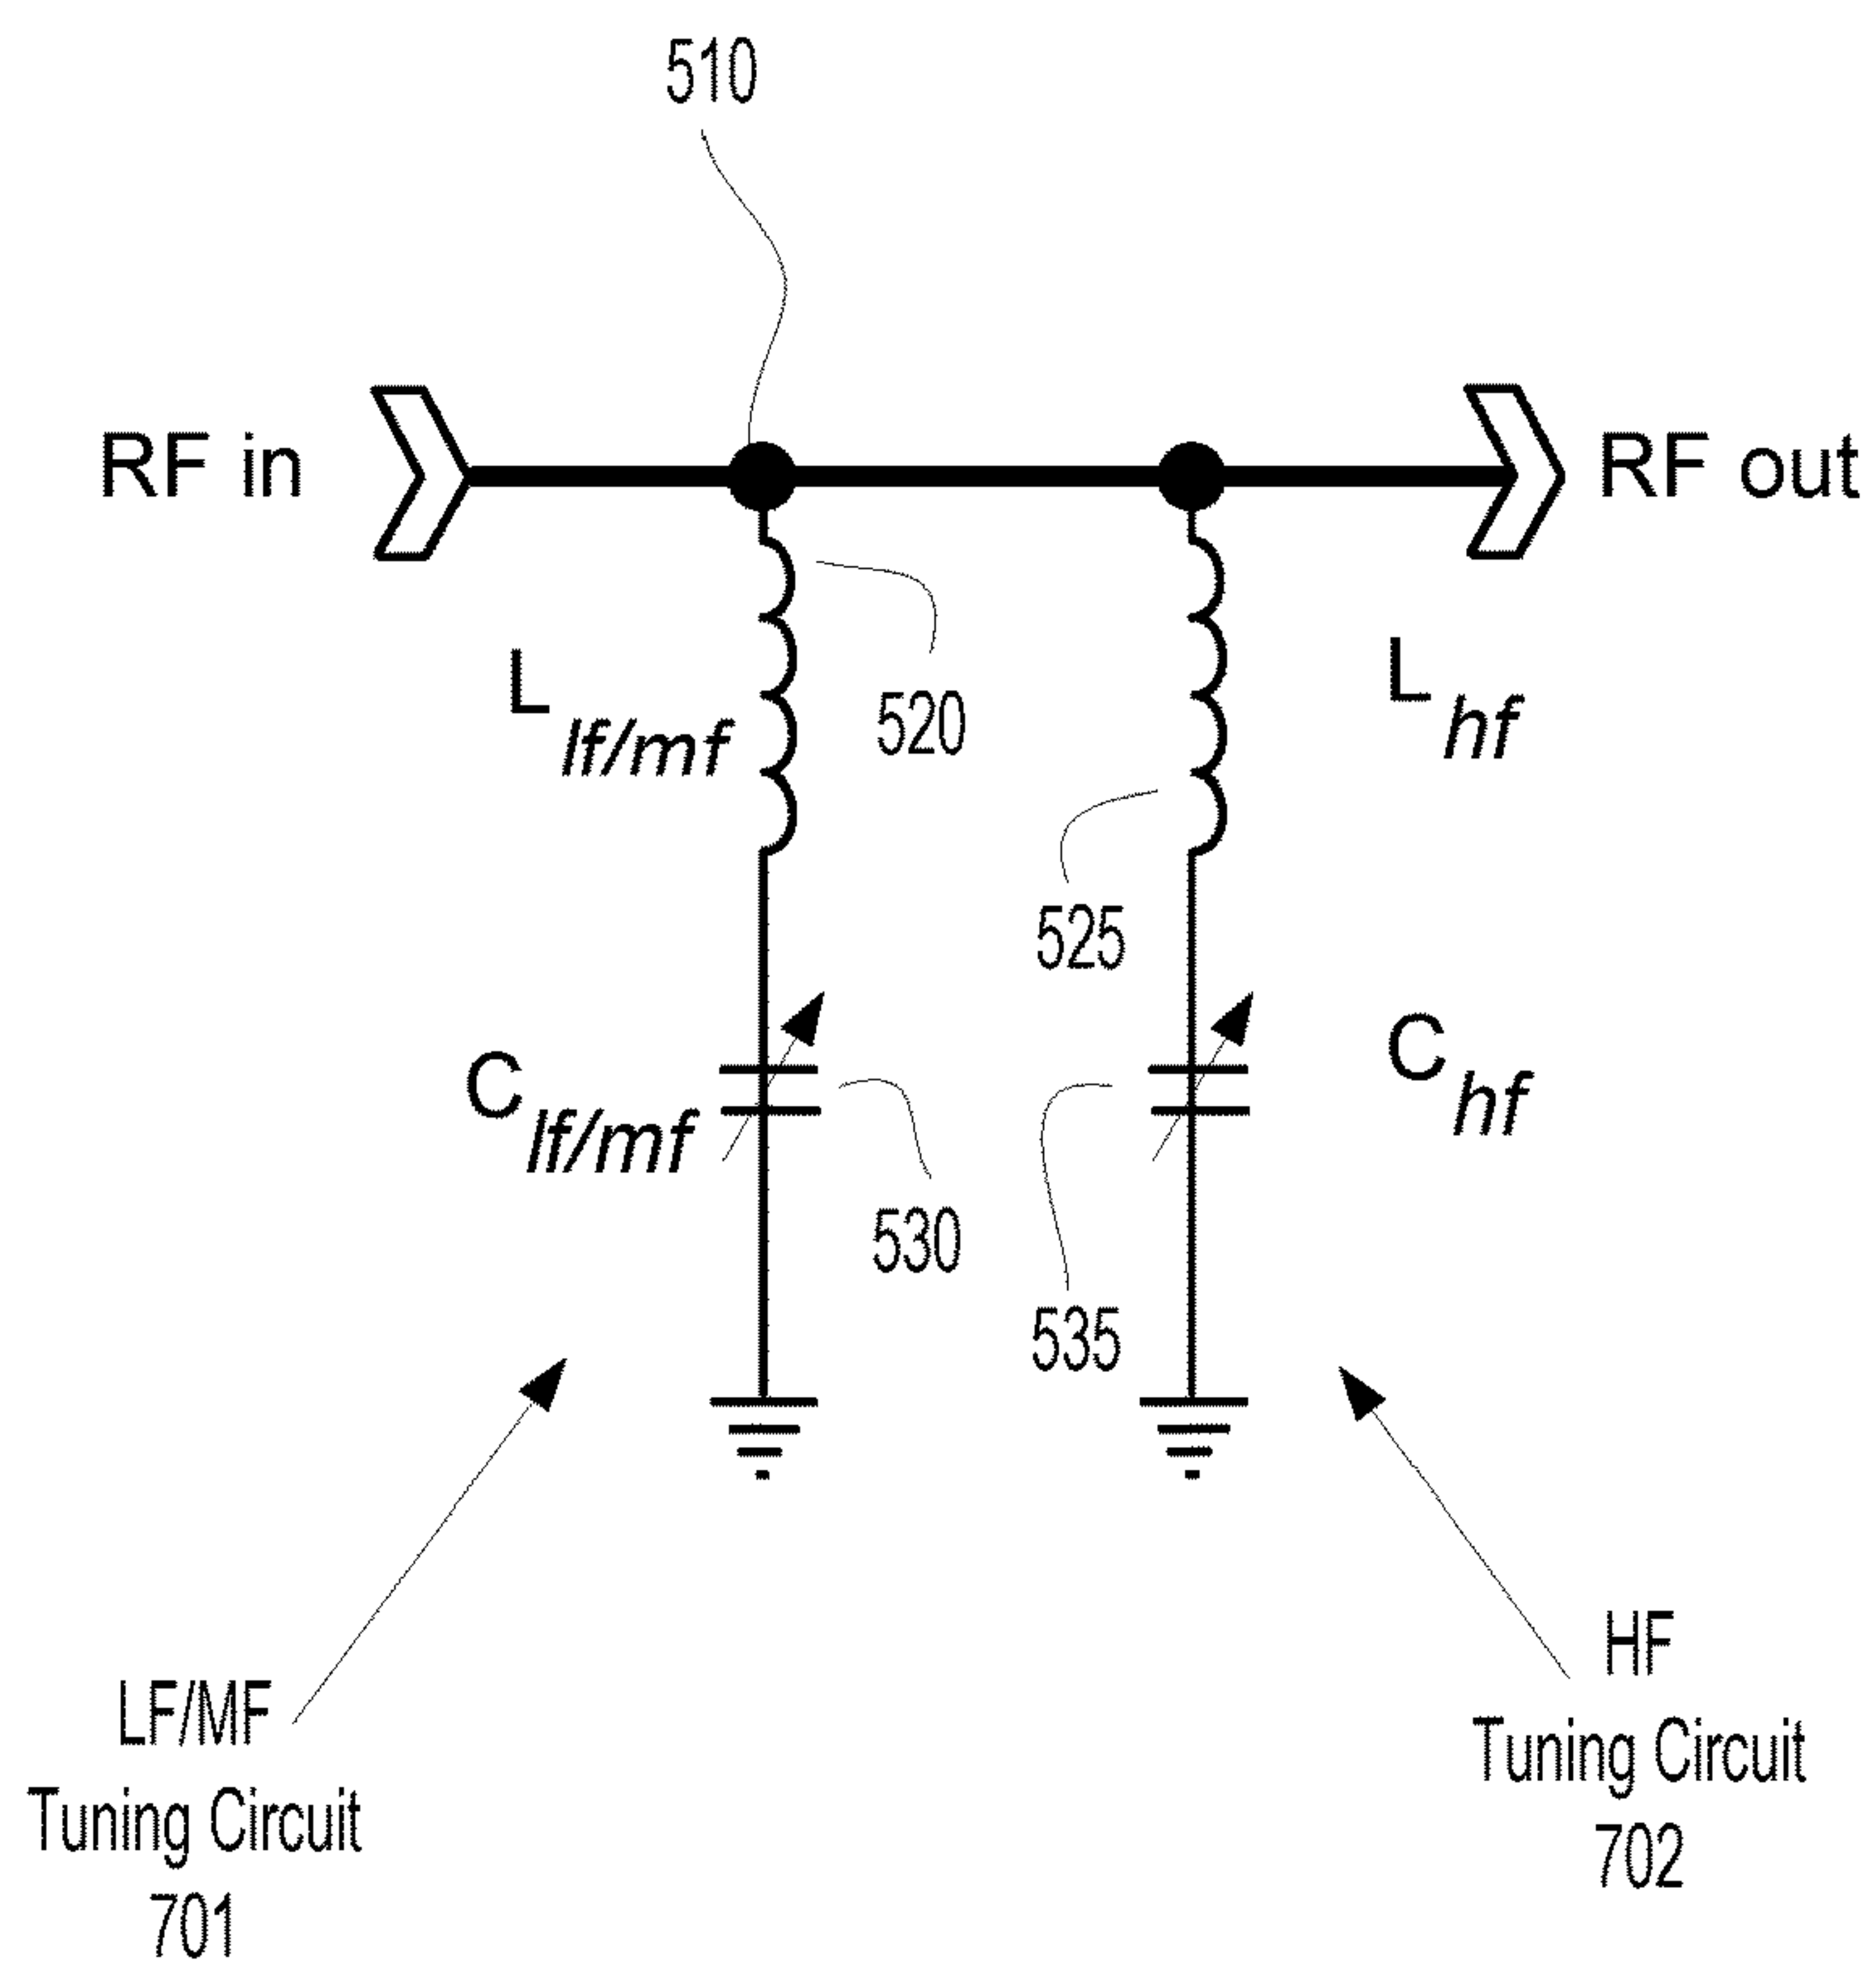 510
RF in
RF out
L lf/mf
520
L hf
525
C lf/mf
530
C hf
535
LF/MF
Tuning Circuit
701
HF
Tuning Circuit
702